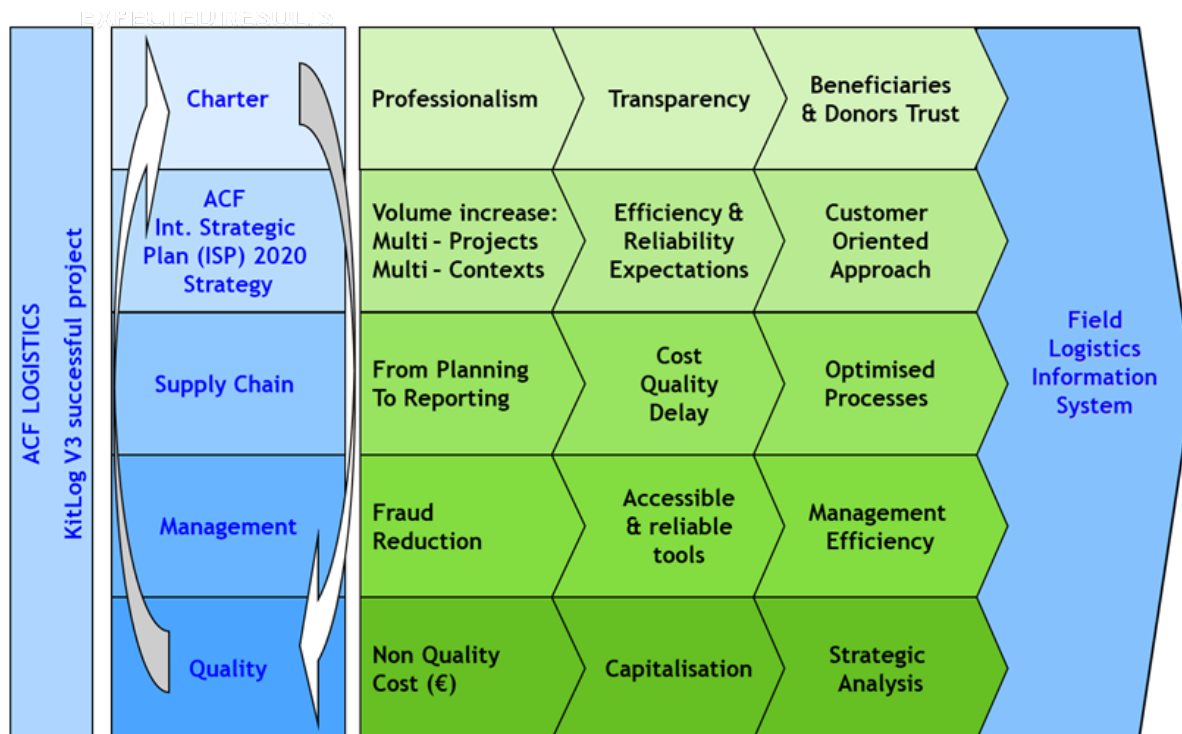 EXPECTED RESULTS
ACF LOGISTICS
KitLog V3 successful project
Charter
Professionalism
Transparency
Beneficiaries
& Donors Trust
ACF
Int. Strategic
Plan (ISP) 2020
Strategy
Volume increase:
Multi - Projects
Multi - Contexts
Efficiency &
Reliability
Expectations
Customer
Oriented
Approach
Supply Chain
From Planning
To Reporting
Cost
Quality
Delay
Optimised
Processes
Management
Fraud
Reduction
Accessible
& reliable
tools
Management
Efficiency
Quality
Non Quality
Cost (€)
Capitalisation
Strategic
Analysis
Field
Logistics
Information
System